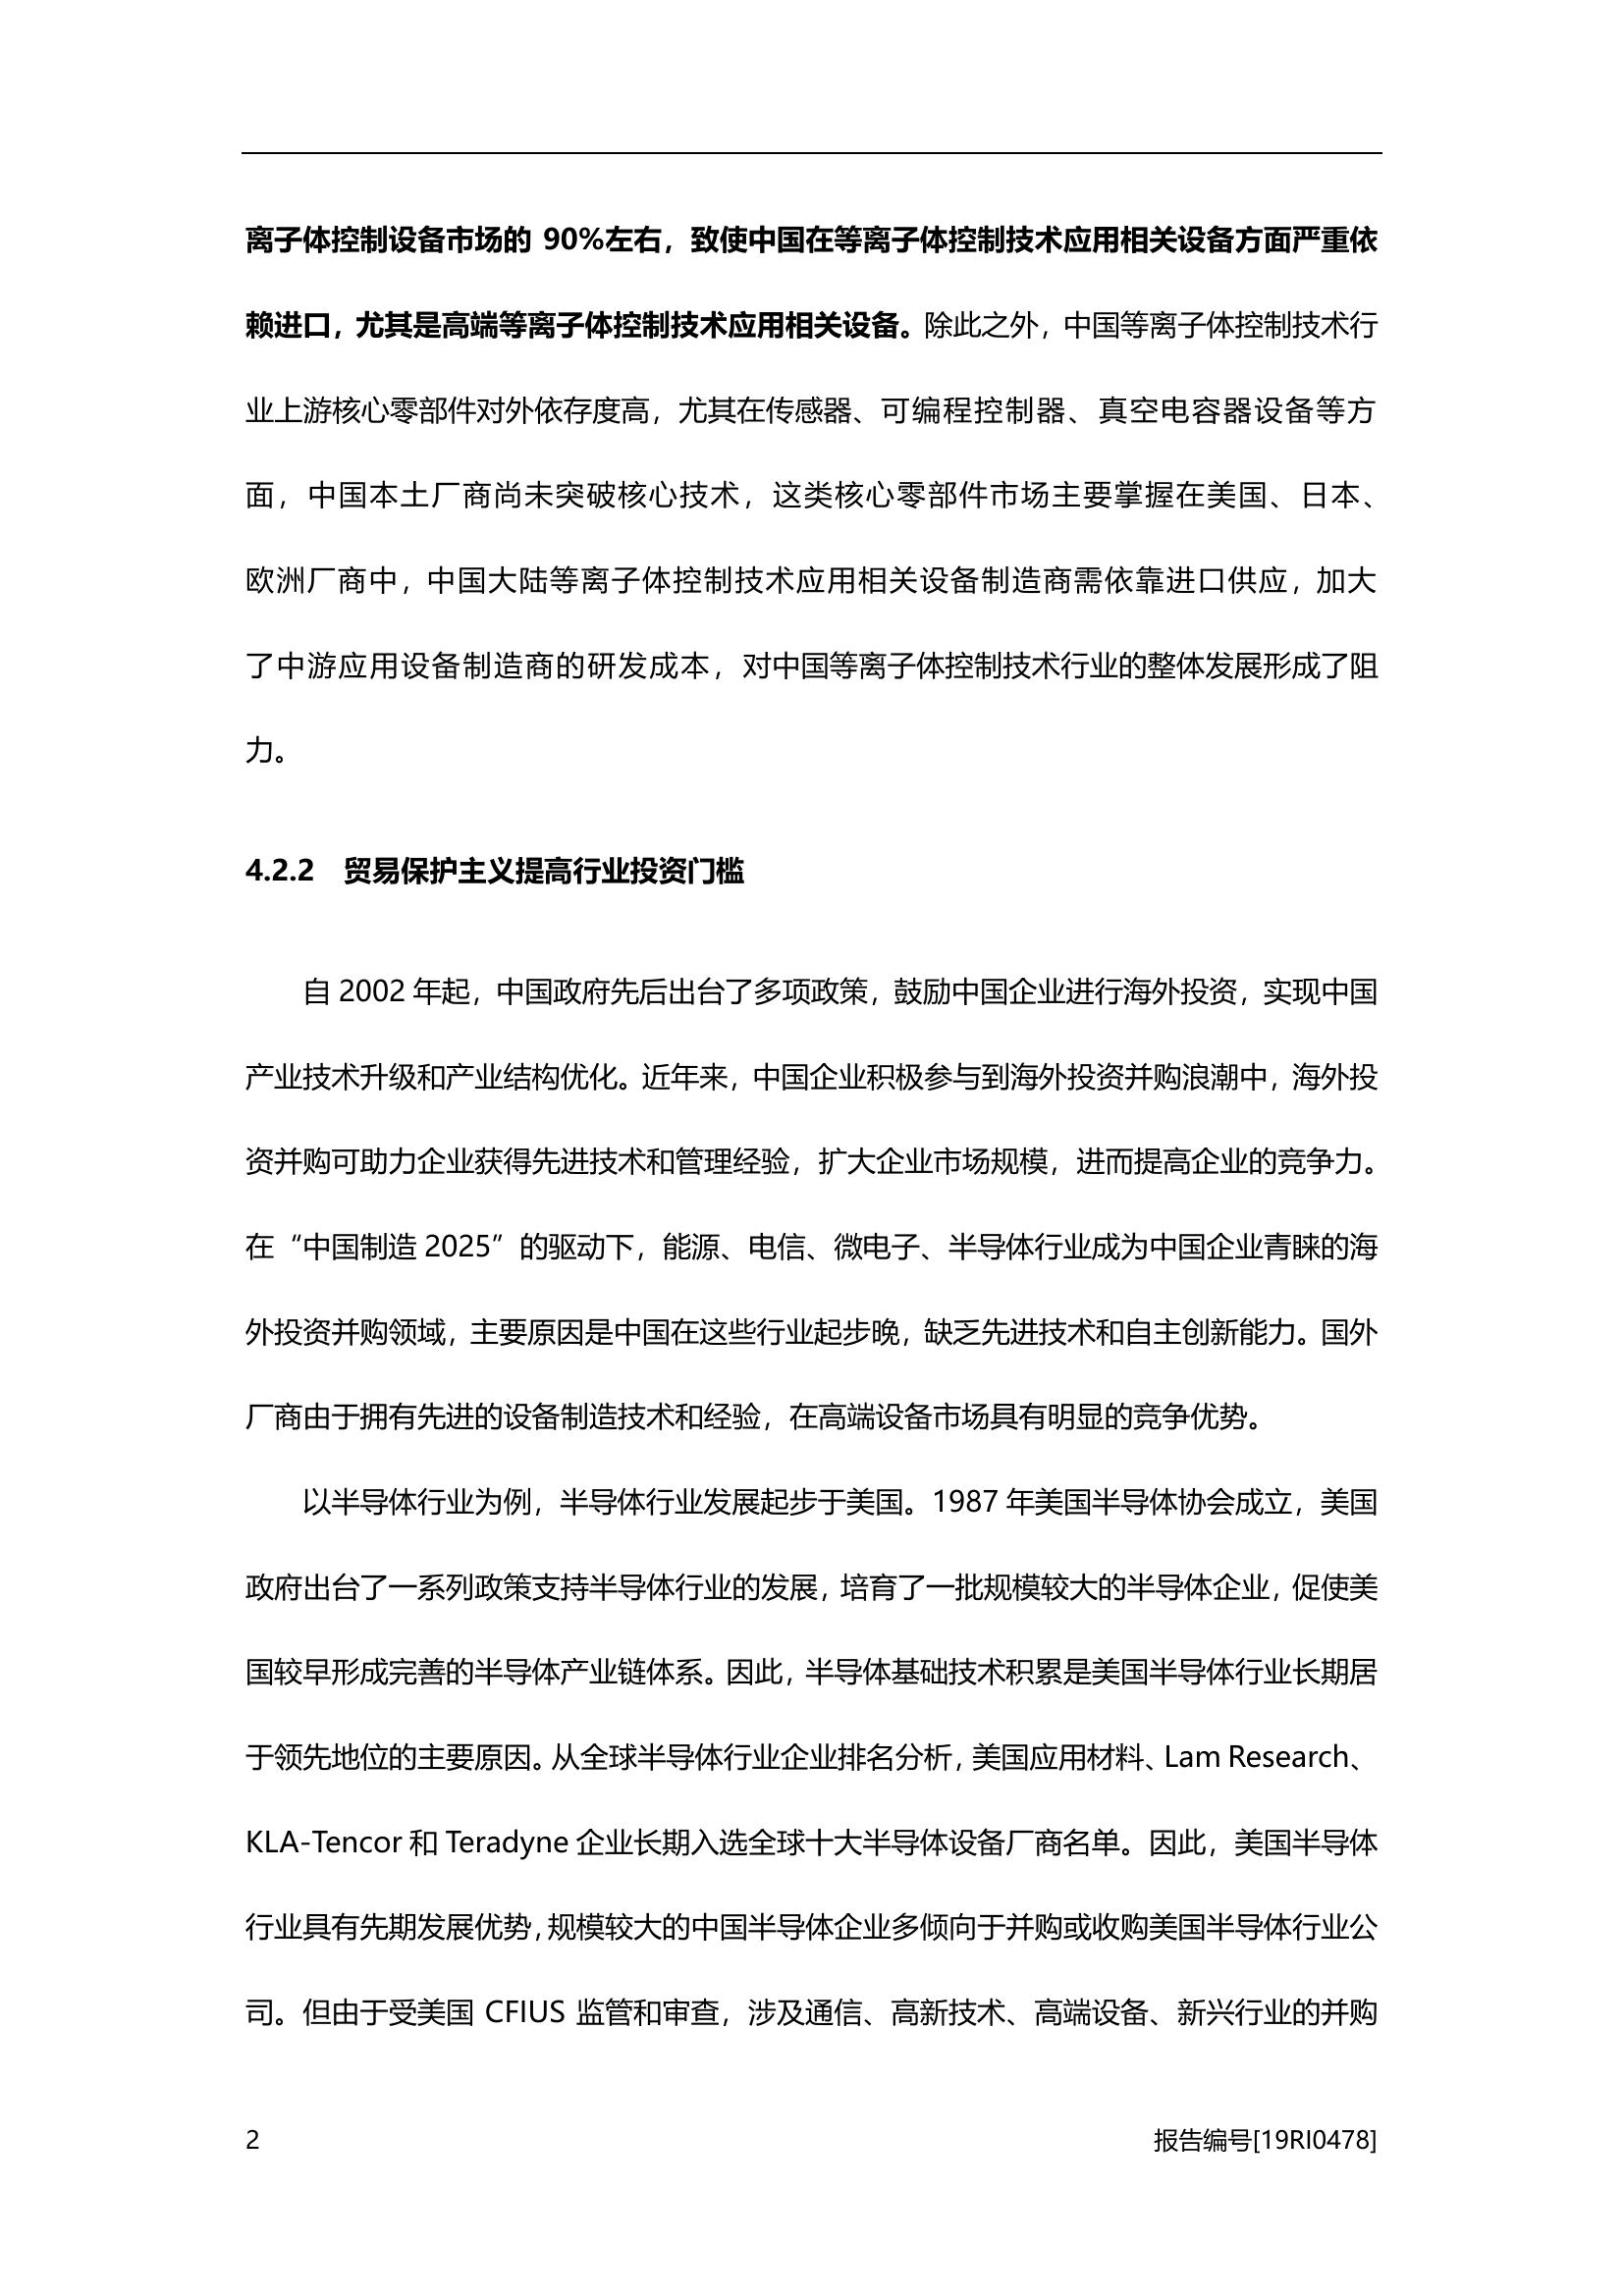 离子体控制设备市场的 90%左右，致使中国在等离子体控制技术应用相关设备方面严重依
赖进口，尤其是高端等离子体控制技术应用相关设备。除此之外，中国等离子体控制技术行
业上游核心零部件对外依存度高，尤其在传感器、可编程控制器、真空电容器设备等方
面，中国本土厂商尚未突破核心技术，这类核心零部件市场主要掌握在美国、日本、
欧洲厂商中，中国大陆等离子体控制技术应用相关设备制造商需依靠进口供应，加大
了中游应用设备制造商的研发成本，对中国等离子体控制技术行业的整体发展形成了阻
力。
4.2.2 贸易保护主义提高行业投资门槛
自 2002 年起，中国政府先后出台了多项政策，鼓励中国企业进行海外投资，实现中国
产业技术升级和产业结构优化。近年来，中国企业积极参与到海外投资并购浪潮中，海外投
资并购可助力企业获得先进技术和管理经验，扩大企业市场规模，进而提高企业的竞争力。
在“中国制造 2025”的驱动下，能源、电信、微电子、半导体行业成为中国企业青睐的海
外投资并购领域，主要原因是中国在这些行业起步晚，缺乏先进技术和自主创新能力。国外
厂商由于拥有先进的设备制造技术和经验，在高端设备市场具有明显的竞争优势。
以半导体行业为例，半导体行业发展起步于美国。1987 年美国半导体协会成立，美国
政府出台了一系列政策支持半导体行业的发展，培育了一批规模较大的半导体企业，促使美
国较早形成完善的半导体产业链体系。因此，半导体基础技术积累是美国半导体行业长期居
于领先地位的主要原因。从全球半导体行业企业排名分析，美国应用材料、Lam Research、
KLA-Tencor 和 Teradyne 企业长期入选全球十大半导体设备厂商名单。因此，美国半导体
行业具有先期发展优势，规模较大的中国半导体企业多倾向于并购或收购美国半导体行业公
司。但由于受美国 CFIUS 监管和审查，涉及通信、高新技术、高端设备、新兴行业的并购
2 报告编号[19RI0478]